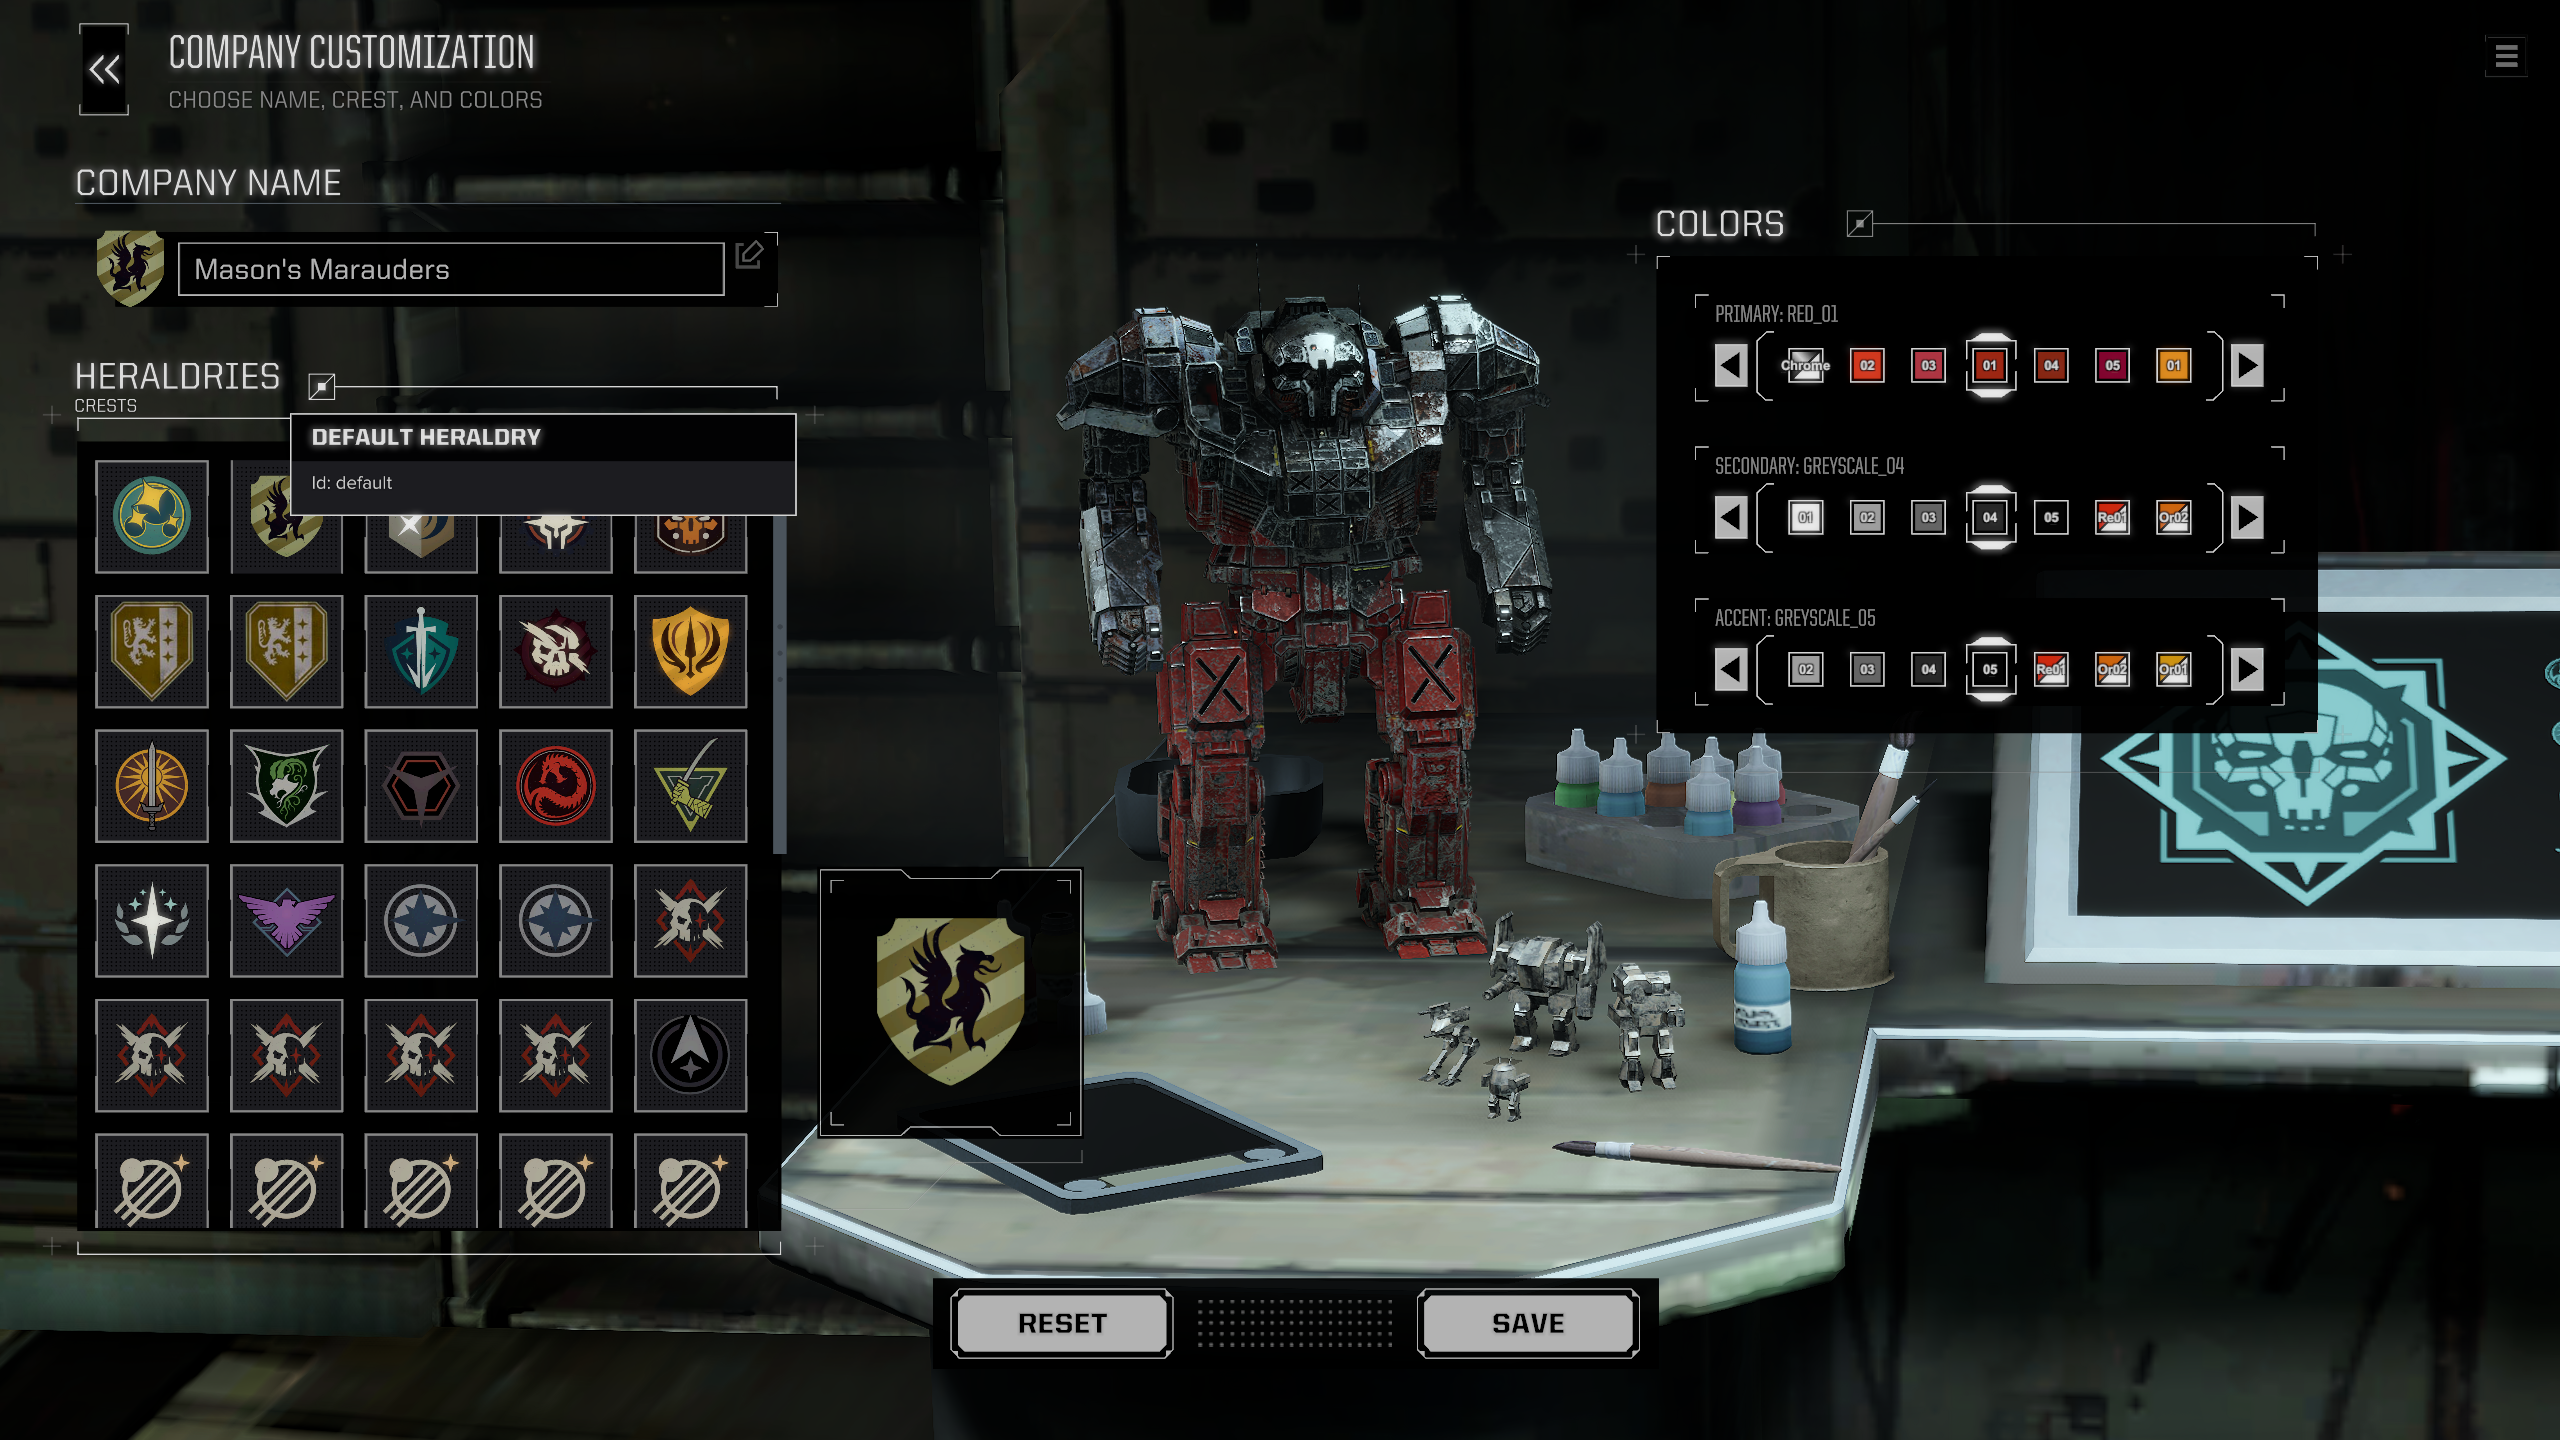 COMPANY CUSTOMIZATION
CHOOSE NAME, CREST, AND COLORS
COMPANY NAME
Mason's Marauders
HERALDRIES
CRESTS
DEFAULT HERALDRY
Id: default
COLORS
PRIMARY: RED_01
Chrome 02 03 01 04 05 01
SECONDARY: GREYSCALE_04
01 02 03 04 05 Re01 Or02
ACCENT: GREYSCALE_05
02 03 04 05 Re01 Or02 Or01
RESET
SAVE